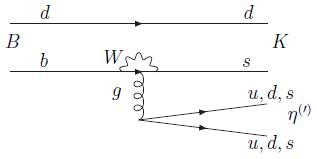 d d
B K
b W s
g u, d, s
η(′)
u, d, s